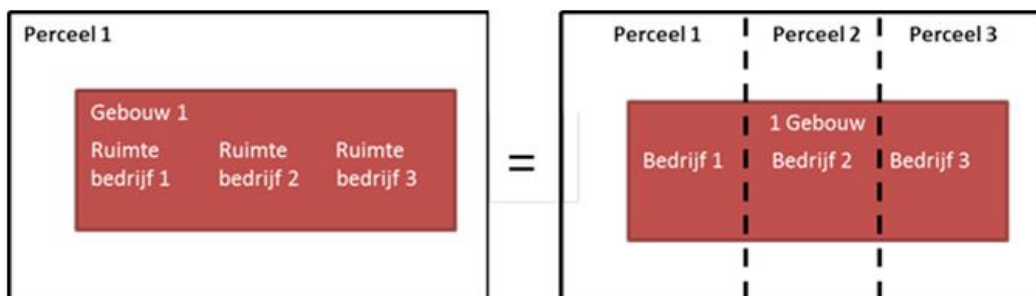 Perceel 1
Gebouw 1
Ruimte bedrijf 1
Ruimte bedrijf 2
Ruimte bedrijf 3
=
Perceel 1
Perceel 2
Perceel 3
1 Gebouw
Bedrijf 1
Bedrijf 2
Bedrijf 3